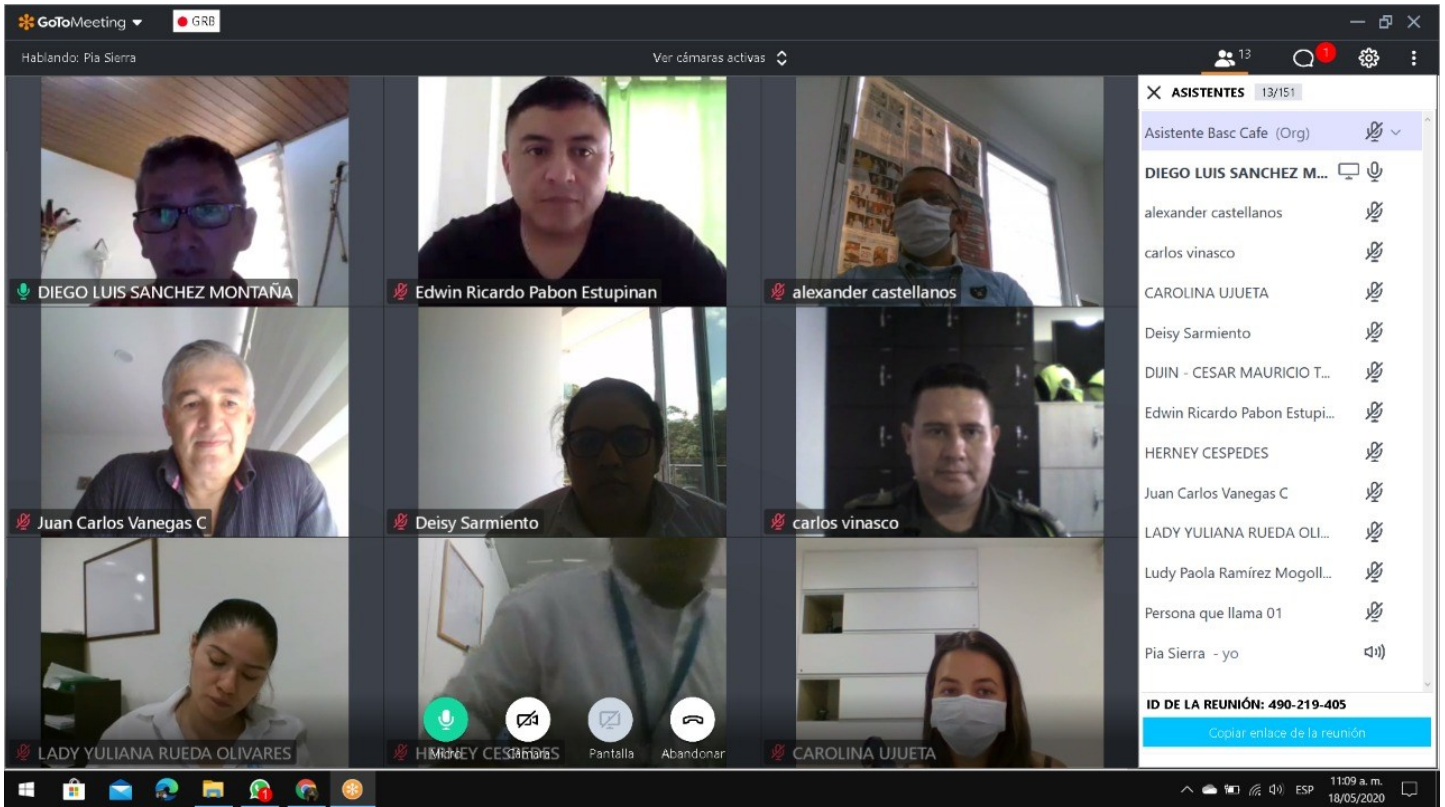 GoToMeeting
GRB
Hablando: Pia Sierra
Ver cámaras activas
13
1
DIEGO LUIS SANCHEZ MONTAÑA
Edwin Ricardo Pabon Estupinan
alexander castellanos
Juan Carlos Vanegas C
Deisy Sarmiento
carlos vinasco
LADY YULIANA RUEDA OLIVARES
HERNEY CESPEDES
CAROLINA UJUETA
Micro
Cámara
Pantalla
Abandonar
ASISTENTES 13/151
Asistente Basc Cafe (Org)
DIEGO LUIS SANCHEZ M...
alexander castellanos
carlos vinasco
CAROLINA UJUETA
Deisy Sarmiento
DIJIN - CESAR MAURICIO T...
Edwin Ricardo Pabon Estupi...
HERNEY CESPEDES
Juan Carlos Vanegas C
LADY YULIANA RUEDA OLI...
Ludy Paola Ramírez Mogoll...
Persona que llama 01
Pia Sierra - yo
ID DE LA REUNIÓN: 490-219-405
Copiar enlace de la reunión
1
ESP
11:09 a. m.
18/05/2020